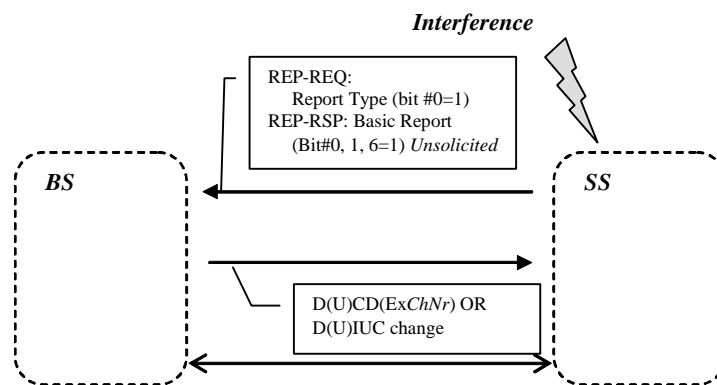 Interference
REP-REQ:
Report Type (bit #0=1)
REP-RSP: Basic Report
(Bit#0, 1, 6=1) Unsolicited
BS
SS
D(U)CD(ExChNr) OR
D(U)IUC change